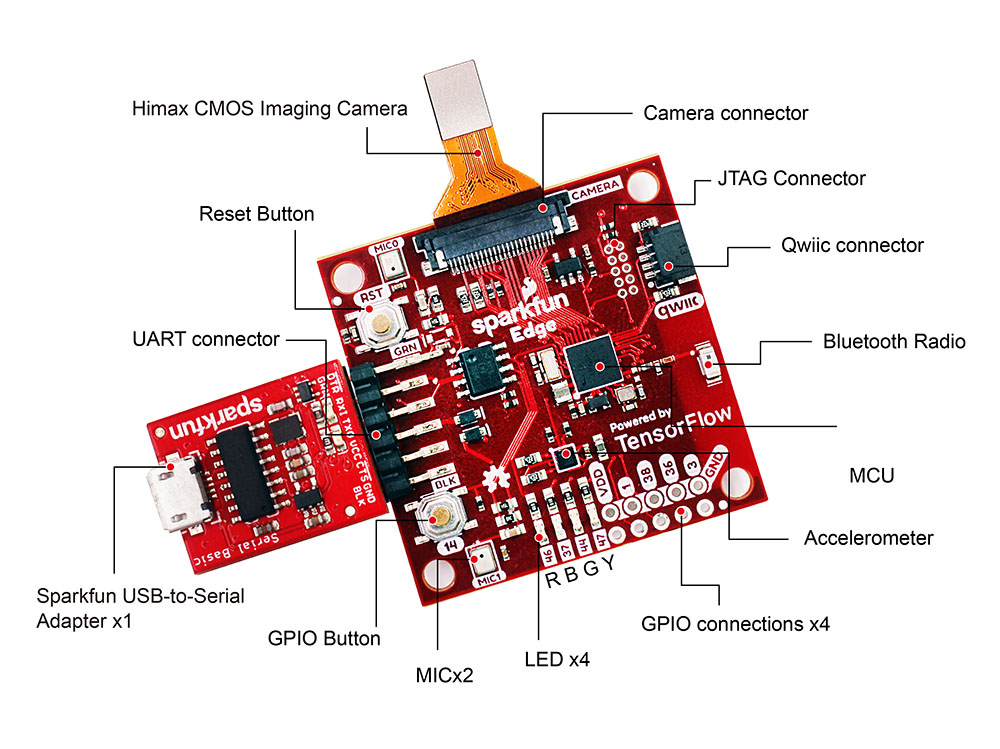 Himax CMOS Imaging Camera
Camera connector
JTAG Connector
CAMERA
Reset Button
MIC0
Qwiic connector
RST
sparkfun
Edge
qwiic
UART connector
GRN
Bluetooth Radio
DTR
RXI
TXO
VCC
CTS
GND
BLK
sparkfun
Powered by
TensorFlow
BLK
VDD
1
38
36
3
GND
MCU
14
46
37
44
47
Accelerometer
Serial Basic
MIC1
R B G Y
Sparkfun USB-to-Serial
Adapter x1
GPIO Button
GPIO connections x4
MICx2
LED x4